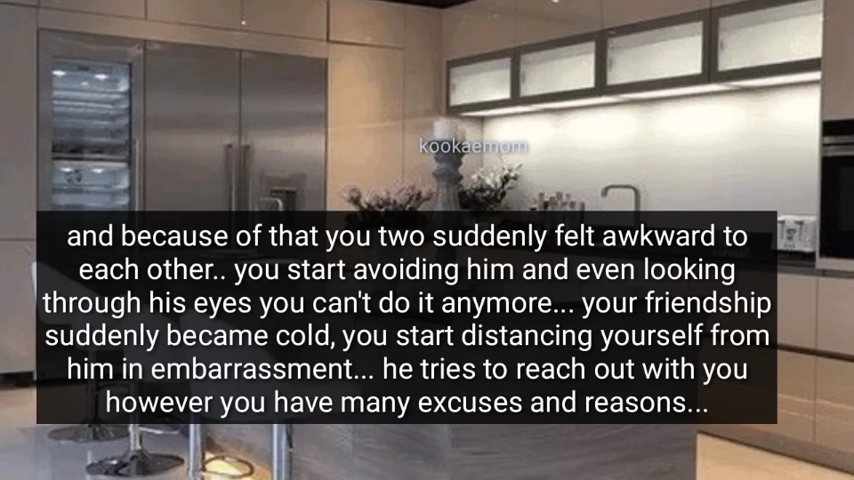 kookaemom
and because of that you two suddenly felt awkward to
each other.. you start avoiding him and even looking
through his eyes you can't do it anymore... your friendship
suddenly became cold, you start distancing yourself from
him in embarrassment... he tries to reach out with you
however you have many excuses and reasons...